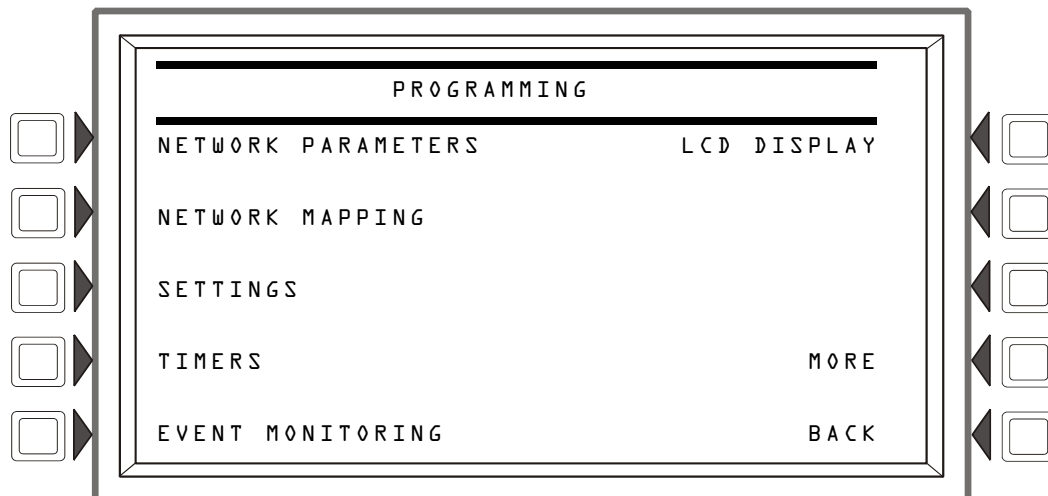 PROGRAMMING
NETWORK PARAMETERS LCD DISPLAY
NETWORK MAPPING
SETTINGS
TIMERS MORE
EVENT MONITORING BACK